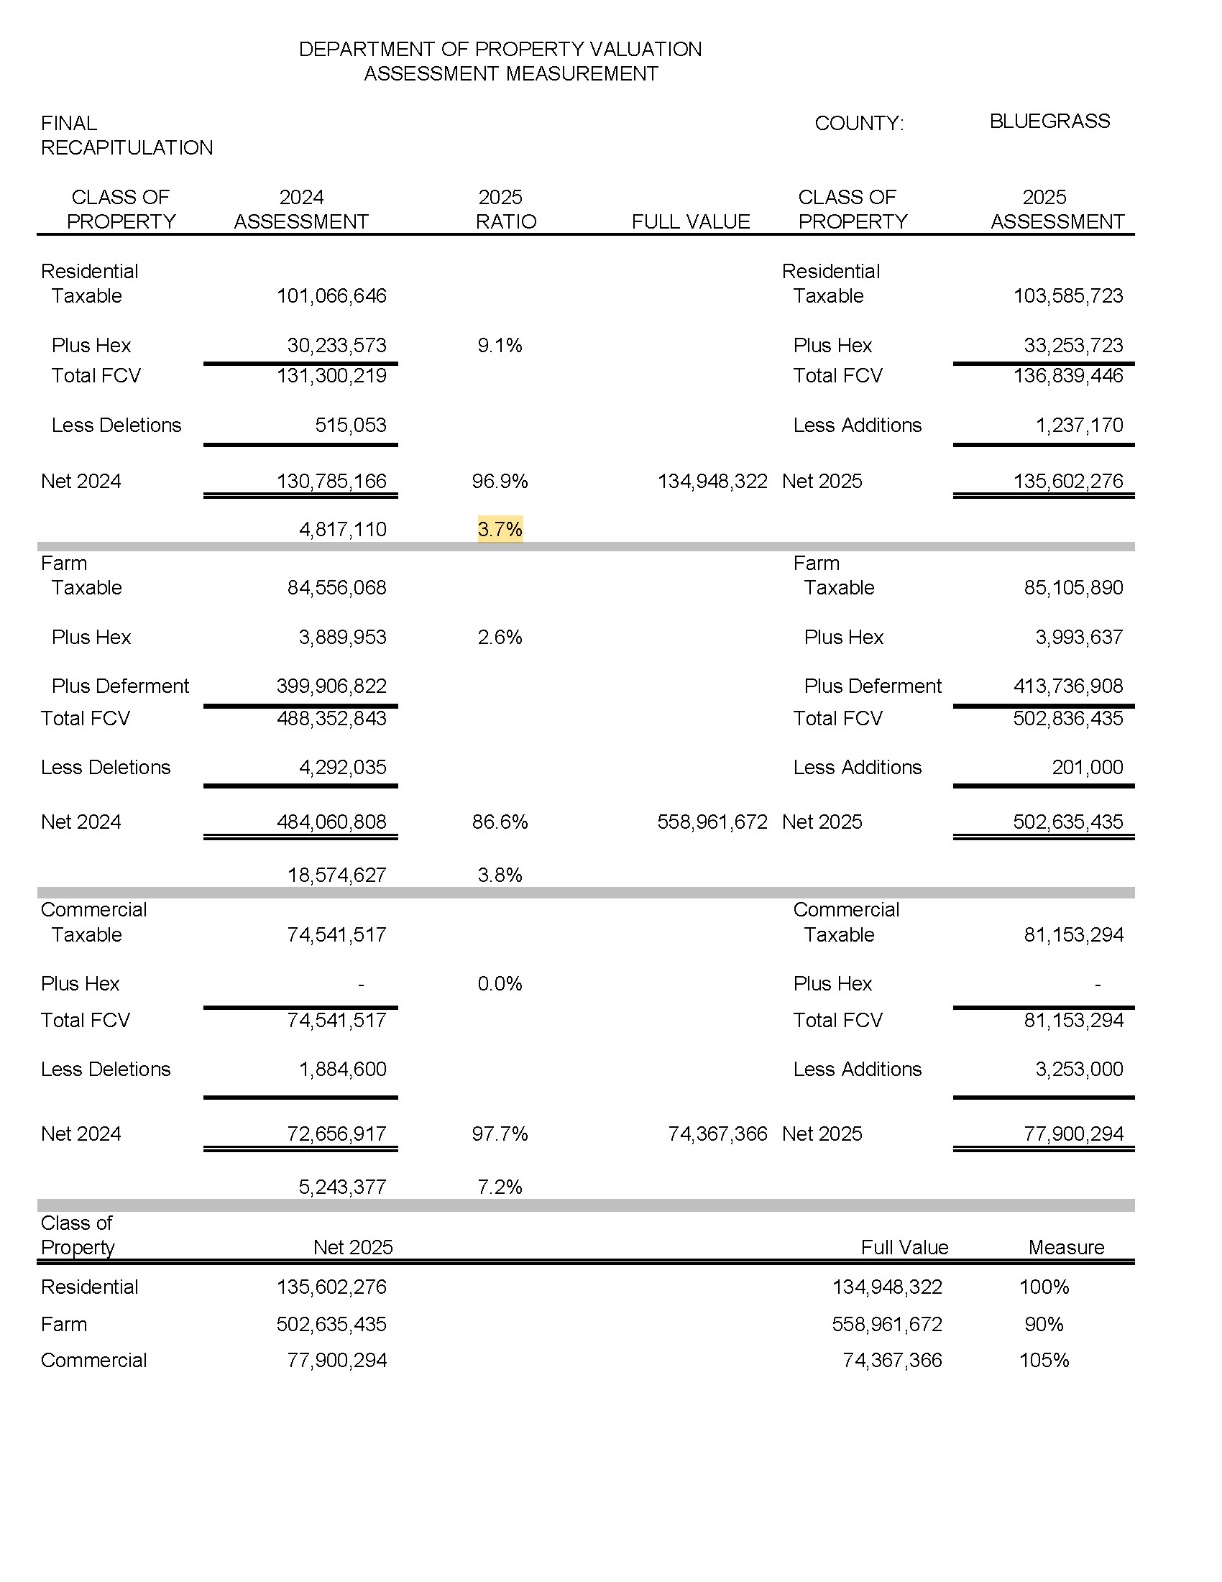 DEPARTMENT OF PROPERTY VALUATION
ASSESSMENT MEASUREMENT
FINAL COUNTY: BLUEGRASS
RECAPITULATION
CLASS OF 2024 2025 CLASS OF 2025
PROPERTY ASSESSMENT RATIO FULL VALUE PROPERTY ASSESSMENT
Residential Residential
Taxable 101,066,646 Taxable 103,585,723
Plus Hex 30,233,573 9.1% Plus Hex 33,253,723
Total FCV 131,300,219 Total FCV 136,839,446
Less Deletions 515,053 Less Additions 1,237,170
Net 2024 130,785,166 96.9% 134,948,322 Net 2025 135,602,276
4,817,110 3.7%
Farm Farm
Taxable 84,556,068 Taxable 85,105,890
Plus Hex 3,889,953 2.6% Plus Hex 3,993,637
Plus Deferment 399,906,822 Plus Deferment 413,736,908
Total FCV 488,352,843 Total FCV 502,836,435
Less Deletions 4,292,035 Less Additions 201,000
Net 2024 484,060,808 86.6% 558,961,672 Net 2025 502,635,435
18,574,627 3.8%
Commercial Commercial
Taxable 74,541,517 Taxable 81,153,294
Plus Hex - 0.0% Plus Hex -
Total FCV 74,541,517 Total FCV 81,153,294
Less Deletions 1,884,600 Less Additions 3,253,000
Net 2024 72,656,917 97.7% 74,367,366 Net 2025 77,900,294
5,243,377 7.2%
Class of
Property Net 2025 Full Value Measure
Residential 135,602,276 134,948,322 100%
Farm 502,635,435 558,961,672 90%
Commercial 77,900,294 74,367,366 105%